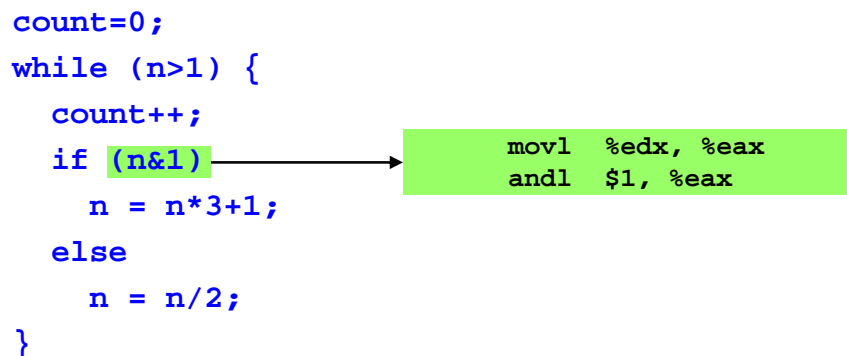 count=0;
while (n>1) {
count++;
if (n&1)
movl %edx, %eax
andl $1, %eax
n = n*3+1;
else
n = n/2;
}